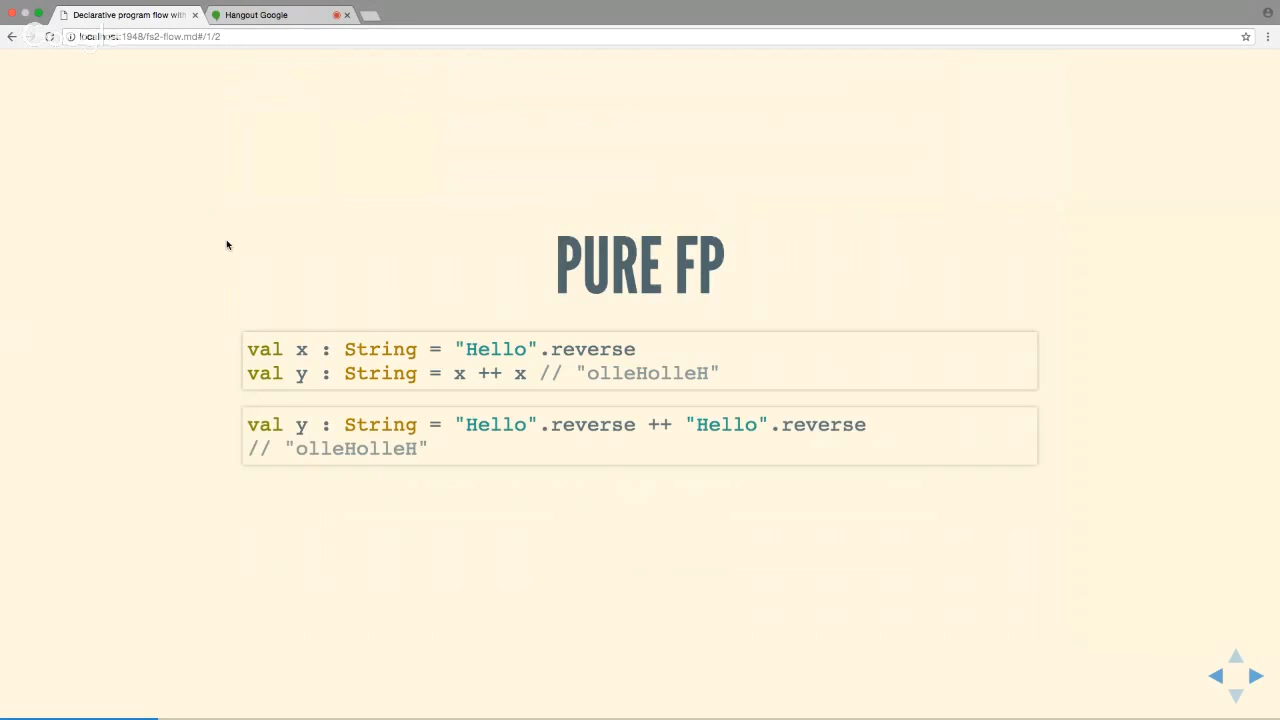 Declarative program flow with
Hangout Google
localhost:1948/fs2-flow.md#/1/2
PURE FP
val x : String = "Hello".reverse
val y : String = x ++ x // "olleHolleH"
val y : String = "Hello".reverse ++ "Hello".reverse
// "olleHolleH"